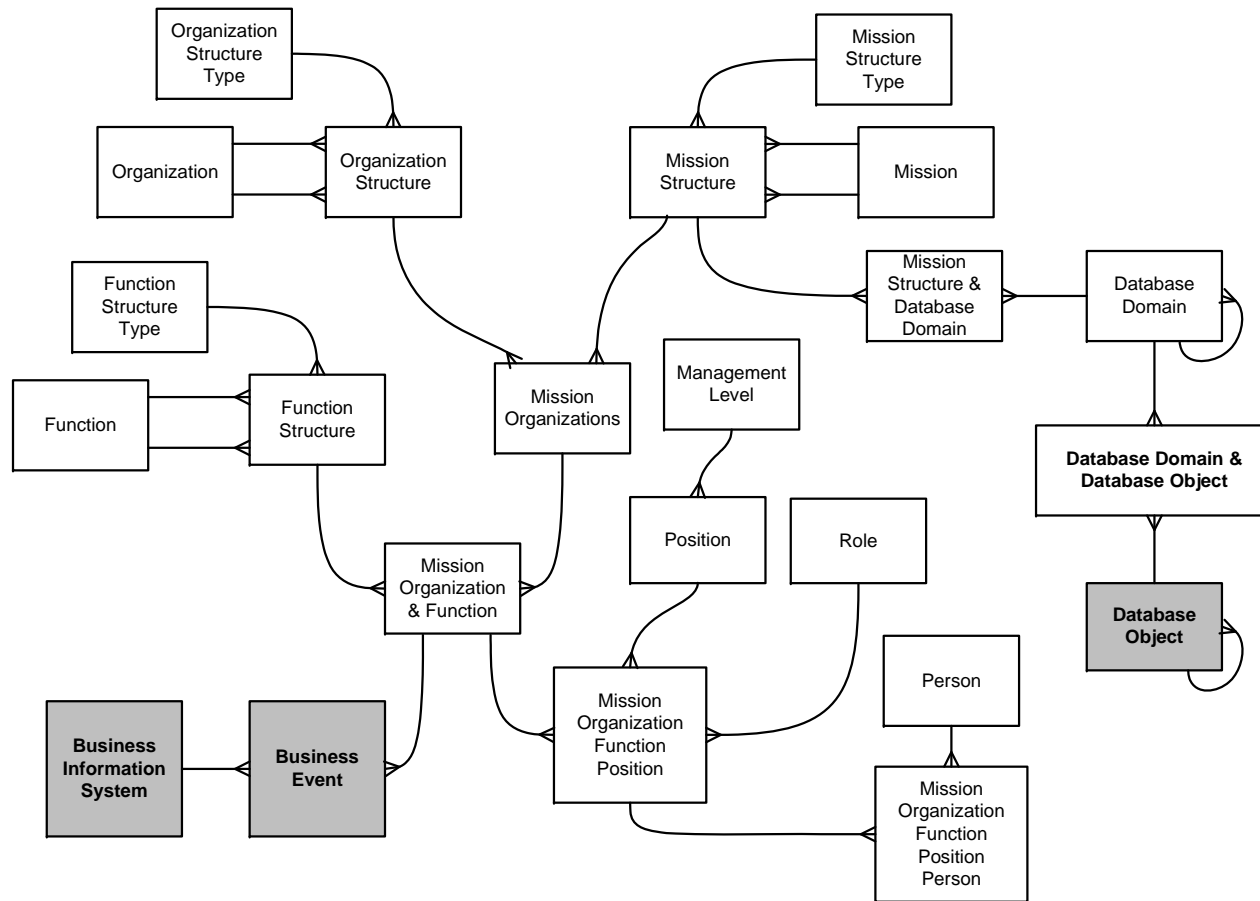 Organization
Structure
Type
Mission
Structure
Type
Organization
Organization
Structure
Mission
Structure
Mission
Function
Structure
Type
Mission
Structure &
Database
Domain
Database
Domain
Function
Function
Structure
Mission
Organizations
Management
Level
Database Domain &
Database Object
Mission
Organization
& Function
Position
Role
Database
Object
Business
Information
System
Business
Event
Mission
Organization
Function
Position
Person
Mission
Organization
Function
Position
Person